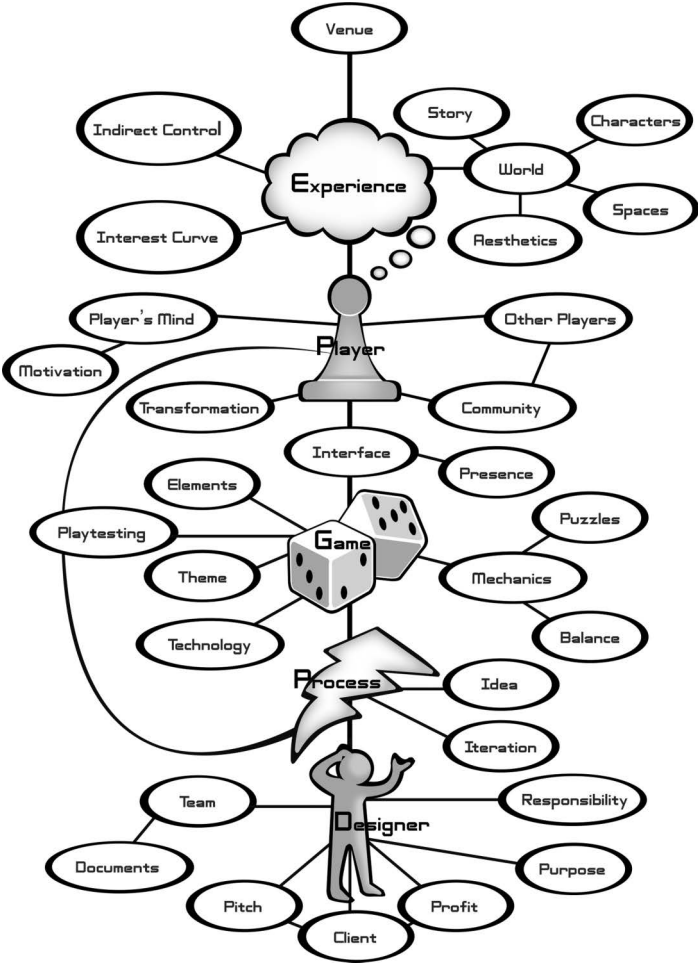 Venue
Story
Characters
Indirect Control
World
Experience
Spaces
Interest Curve
Aesthetics
Player's Mind
Other Players
Player
Motivation
Transformation
Community
Interface
Presence
Elements
Puzzles
Playtesting
Game
Theme
Mechanics
Technology
Balance
Process
Idea
Iteration
Team
Responsibility
Designer
Documents
Purpose
Pitch
Profit
Client